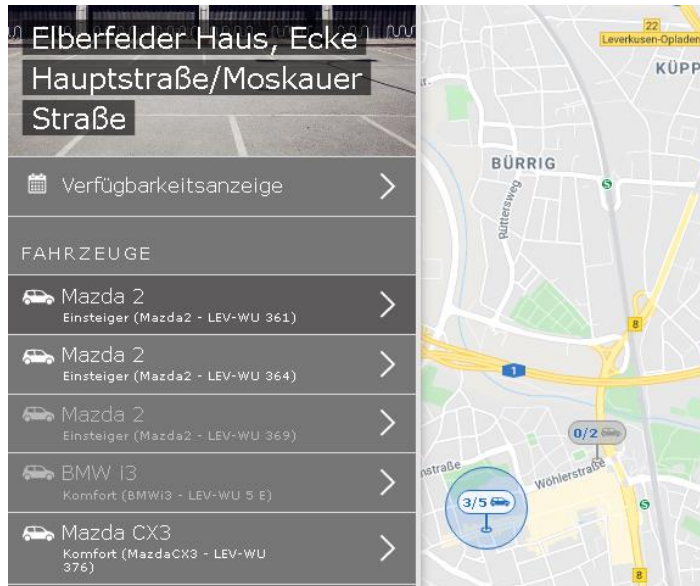 Elberfelder Haus, Ecke
Hauptstraße/Moskauer
Straße
Verfügbarkeitsanzeige
FAHRZEUGE
Mazda 2
Einsteiger (Mazda2 - LEV-WU 361)
Mazda 2
Einsteiger (Mazda2 - LEV-WU 364)
Mazda 2
Einsteiger (Mazda2 - LEV-WU 369)
BMW i3
Komfort (BMWi3 - LEV-WU 5 E)
Mazda CX3
Komfort (MazdaCX3 - LEV-WU
376)
22
Leverkusen-Opladen
KÜPP
BÜRRIG
S
Rüttersweg
8
1
0/2
nstraße
Wöhlerstraße
3/5
S
8